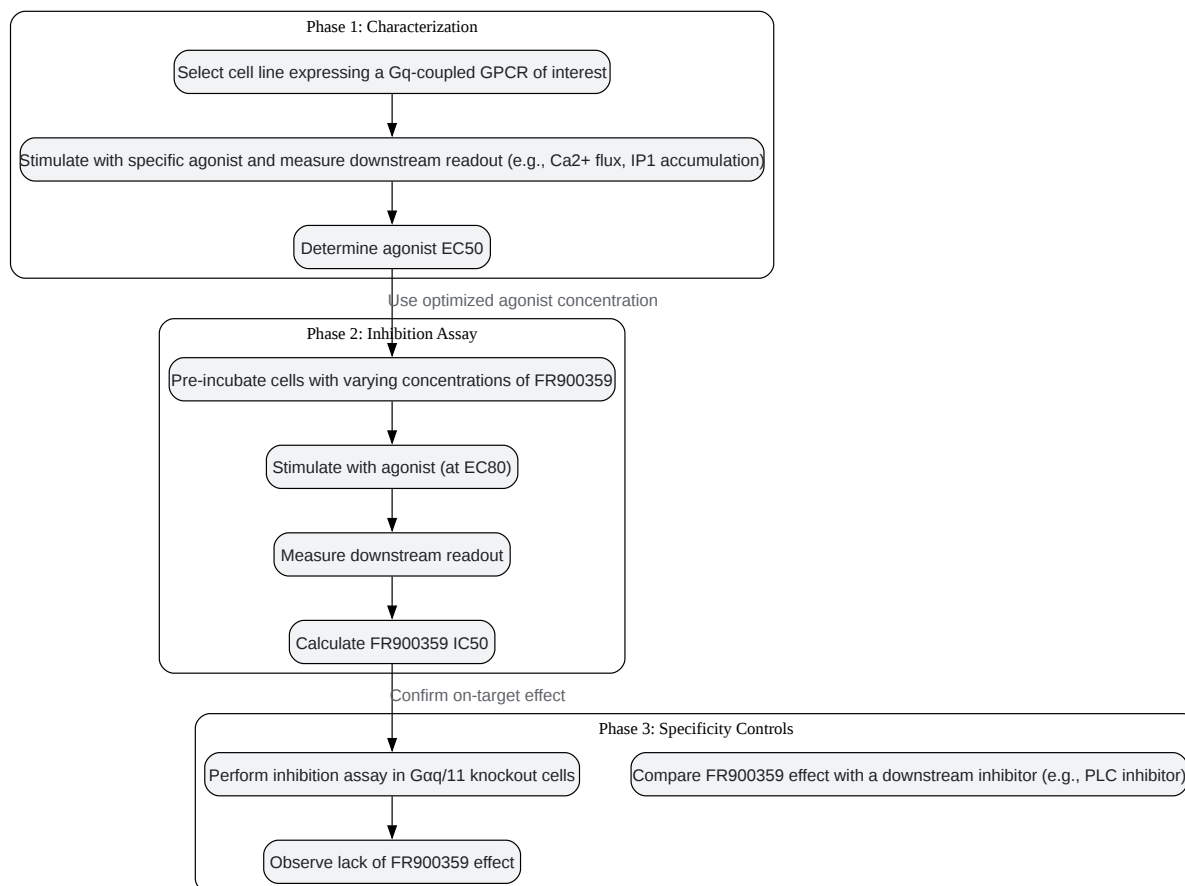 Phase 1: Characterization
Select cell line expressing a Gq-coupled GPCR of interest
Stimulate with specific agonist and measure downstream readout (e.g., Ca2+ flux, IP1 accumulation)
Determine agonist EC50
Use optimized agonist concentration
Phase 2: Inhibition Assay
Pre-incubate cells with varying concentrations of FR900359
Stimulate with agonist (at EC80)
Measure downstream readout
Calculate FR900359 IC50
Confirm on-target effect
Phase 3: Specificity Controls
Perform inhibition assay in Gαq/11 knockout cells
Compare FR900359 effect with a downstream inhibitor (e.g., PLC inhibitor)
Observe lack of FR900359 effect